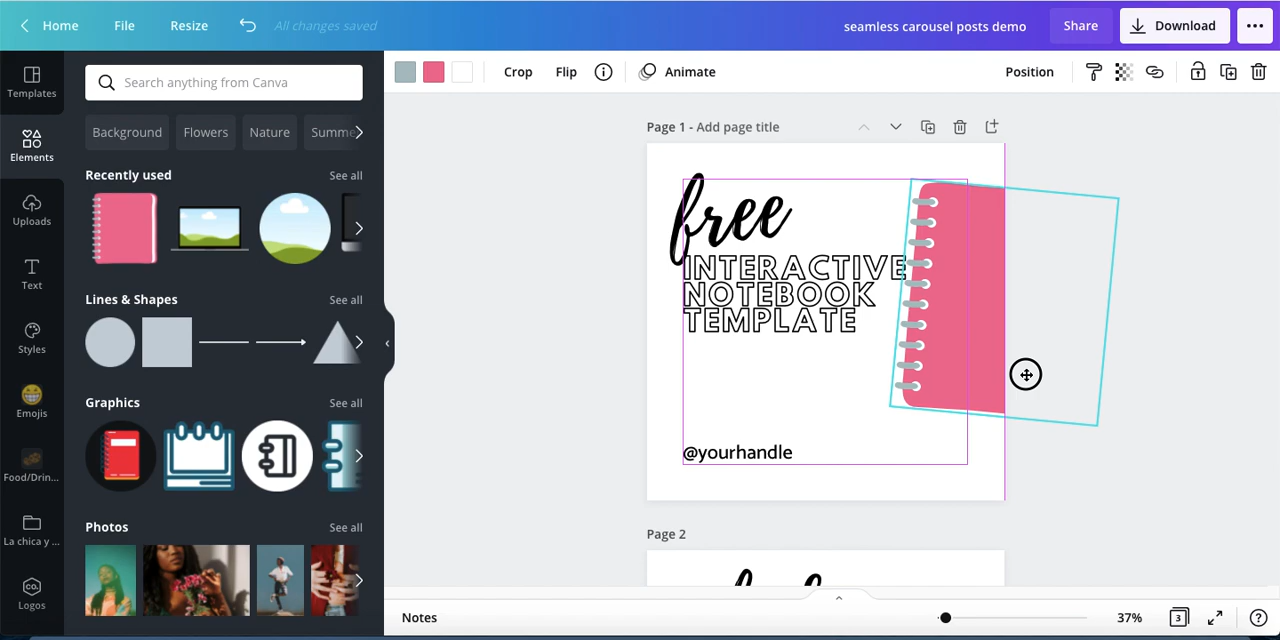 Home
File
Resize
All changes saved
seamless carousel posts demo
Share
Download
Templates
Elements
Uploads
Text
Styles
Emojis
Food/Drin...
La chica y ...
co.
Logos
Search anything from Canva
Background
Flowers
Nature
Summe
Recently used
See all
Lines & Shapes
See all
Graphics
See all
Photos
See all
Crop
Flip
Animate
Position
Page 1 - Add page title
free
INTERACTIVE
NOTEBOOK
TEMPLATE
@yourhandle
Page 2
Notes
37%
3